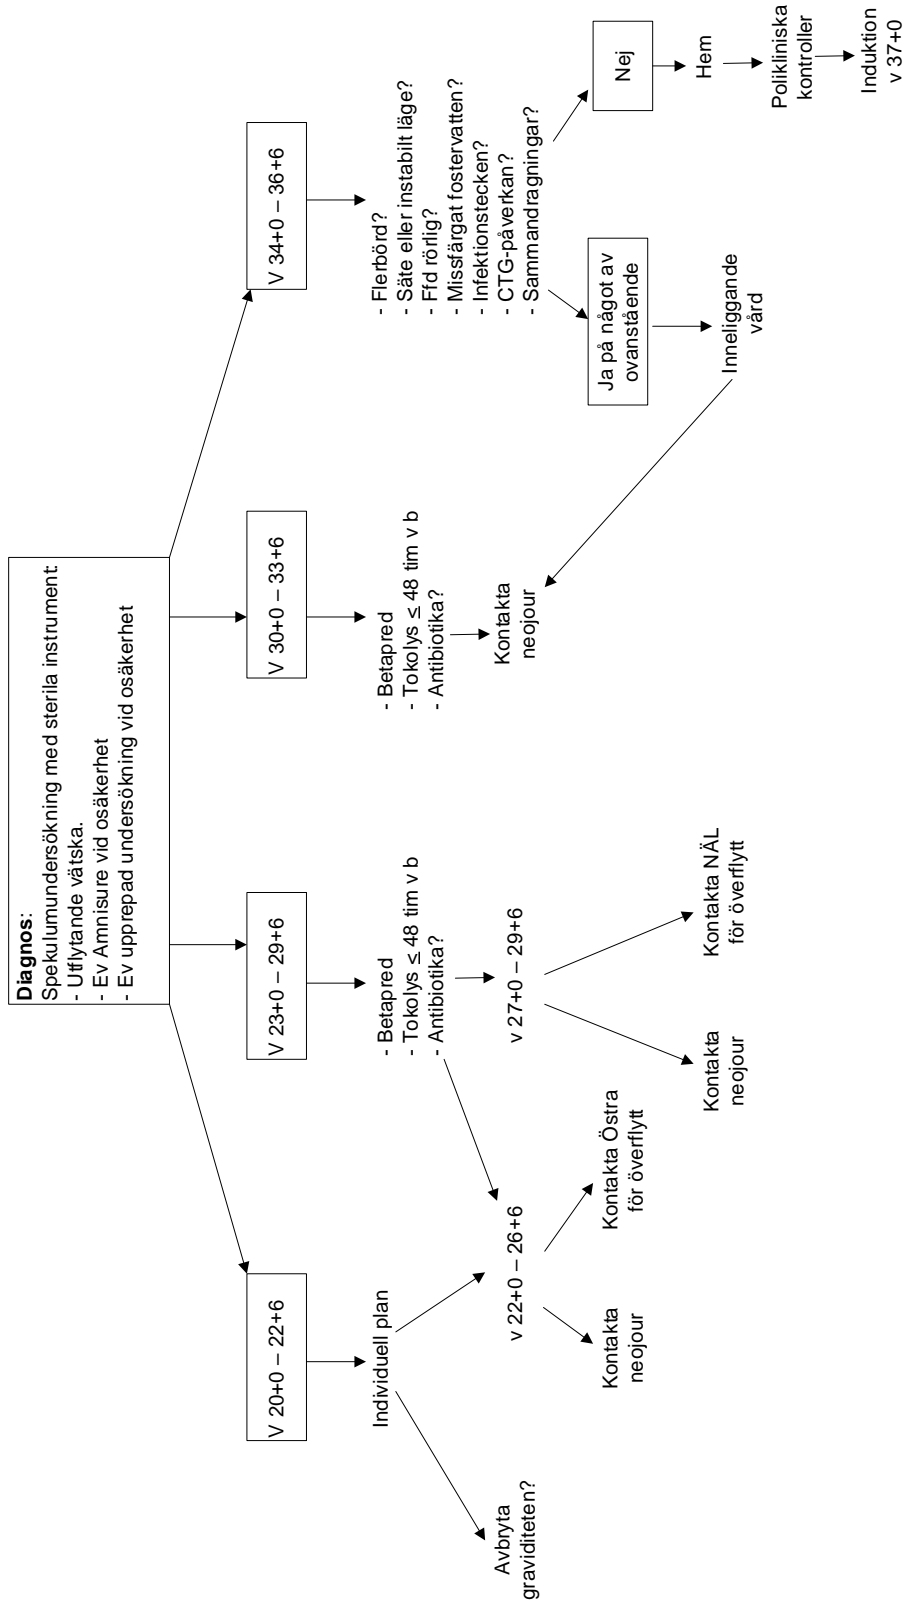 Diagnos:
Spekulumundersökning med sterila instrument:
- Utflytande vätska.
- Ev Amnisure vid osäkerhet
- Ev upprepad undersökning vid osäkerhet
V 20+0 – 22+6
Individuell plan
Avbryta
graviditeten?
v 22+0 – 26+6
Kontakta
neojour
Kontakta Östra
för överflytt
V 23+0 – 29+6
- Betapred
- Tokolys ≤ 48 tim v b
- Antibiotika?
v 27+0 – 29+6
Kontakta
neojour
Kontakta NÄL
för överflytt
V 30+0 – 33+6
- Betapred
- Tokolys ≤ 48 tim v b
- Antibiotika?
Kontakta
neojour
V 34+0 – 36+6
- Flerbörd?
- Säte eller instabilt läge?
- Ffd rörlig?
- Missfärgat fostervatten?
- Infektionstecken?
- CTG-påverkan?
- Sammandragningar?
Ja på något av
ovanstående
Inneliggande
vård
Nej
Hem
Polikliniska
kontroller
Induktion
v 37+0